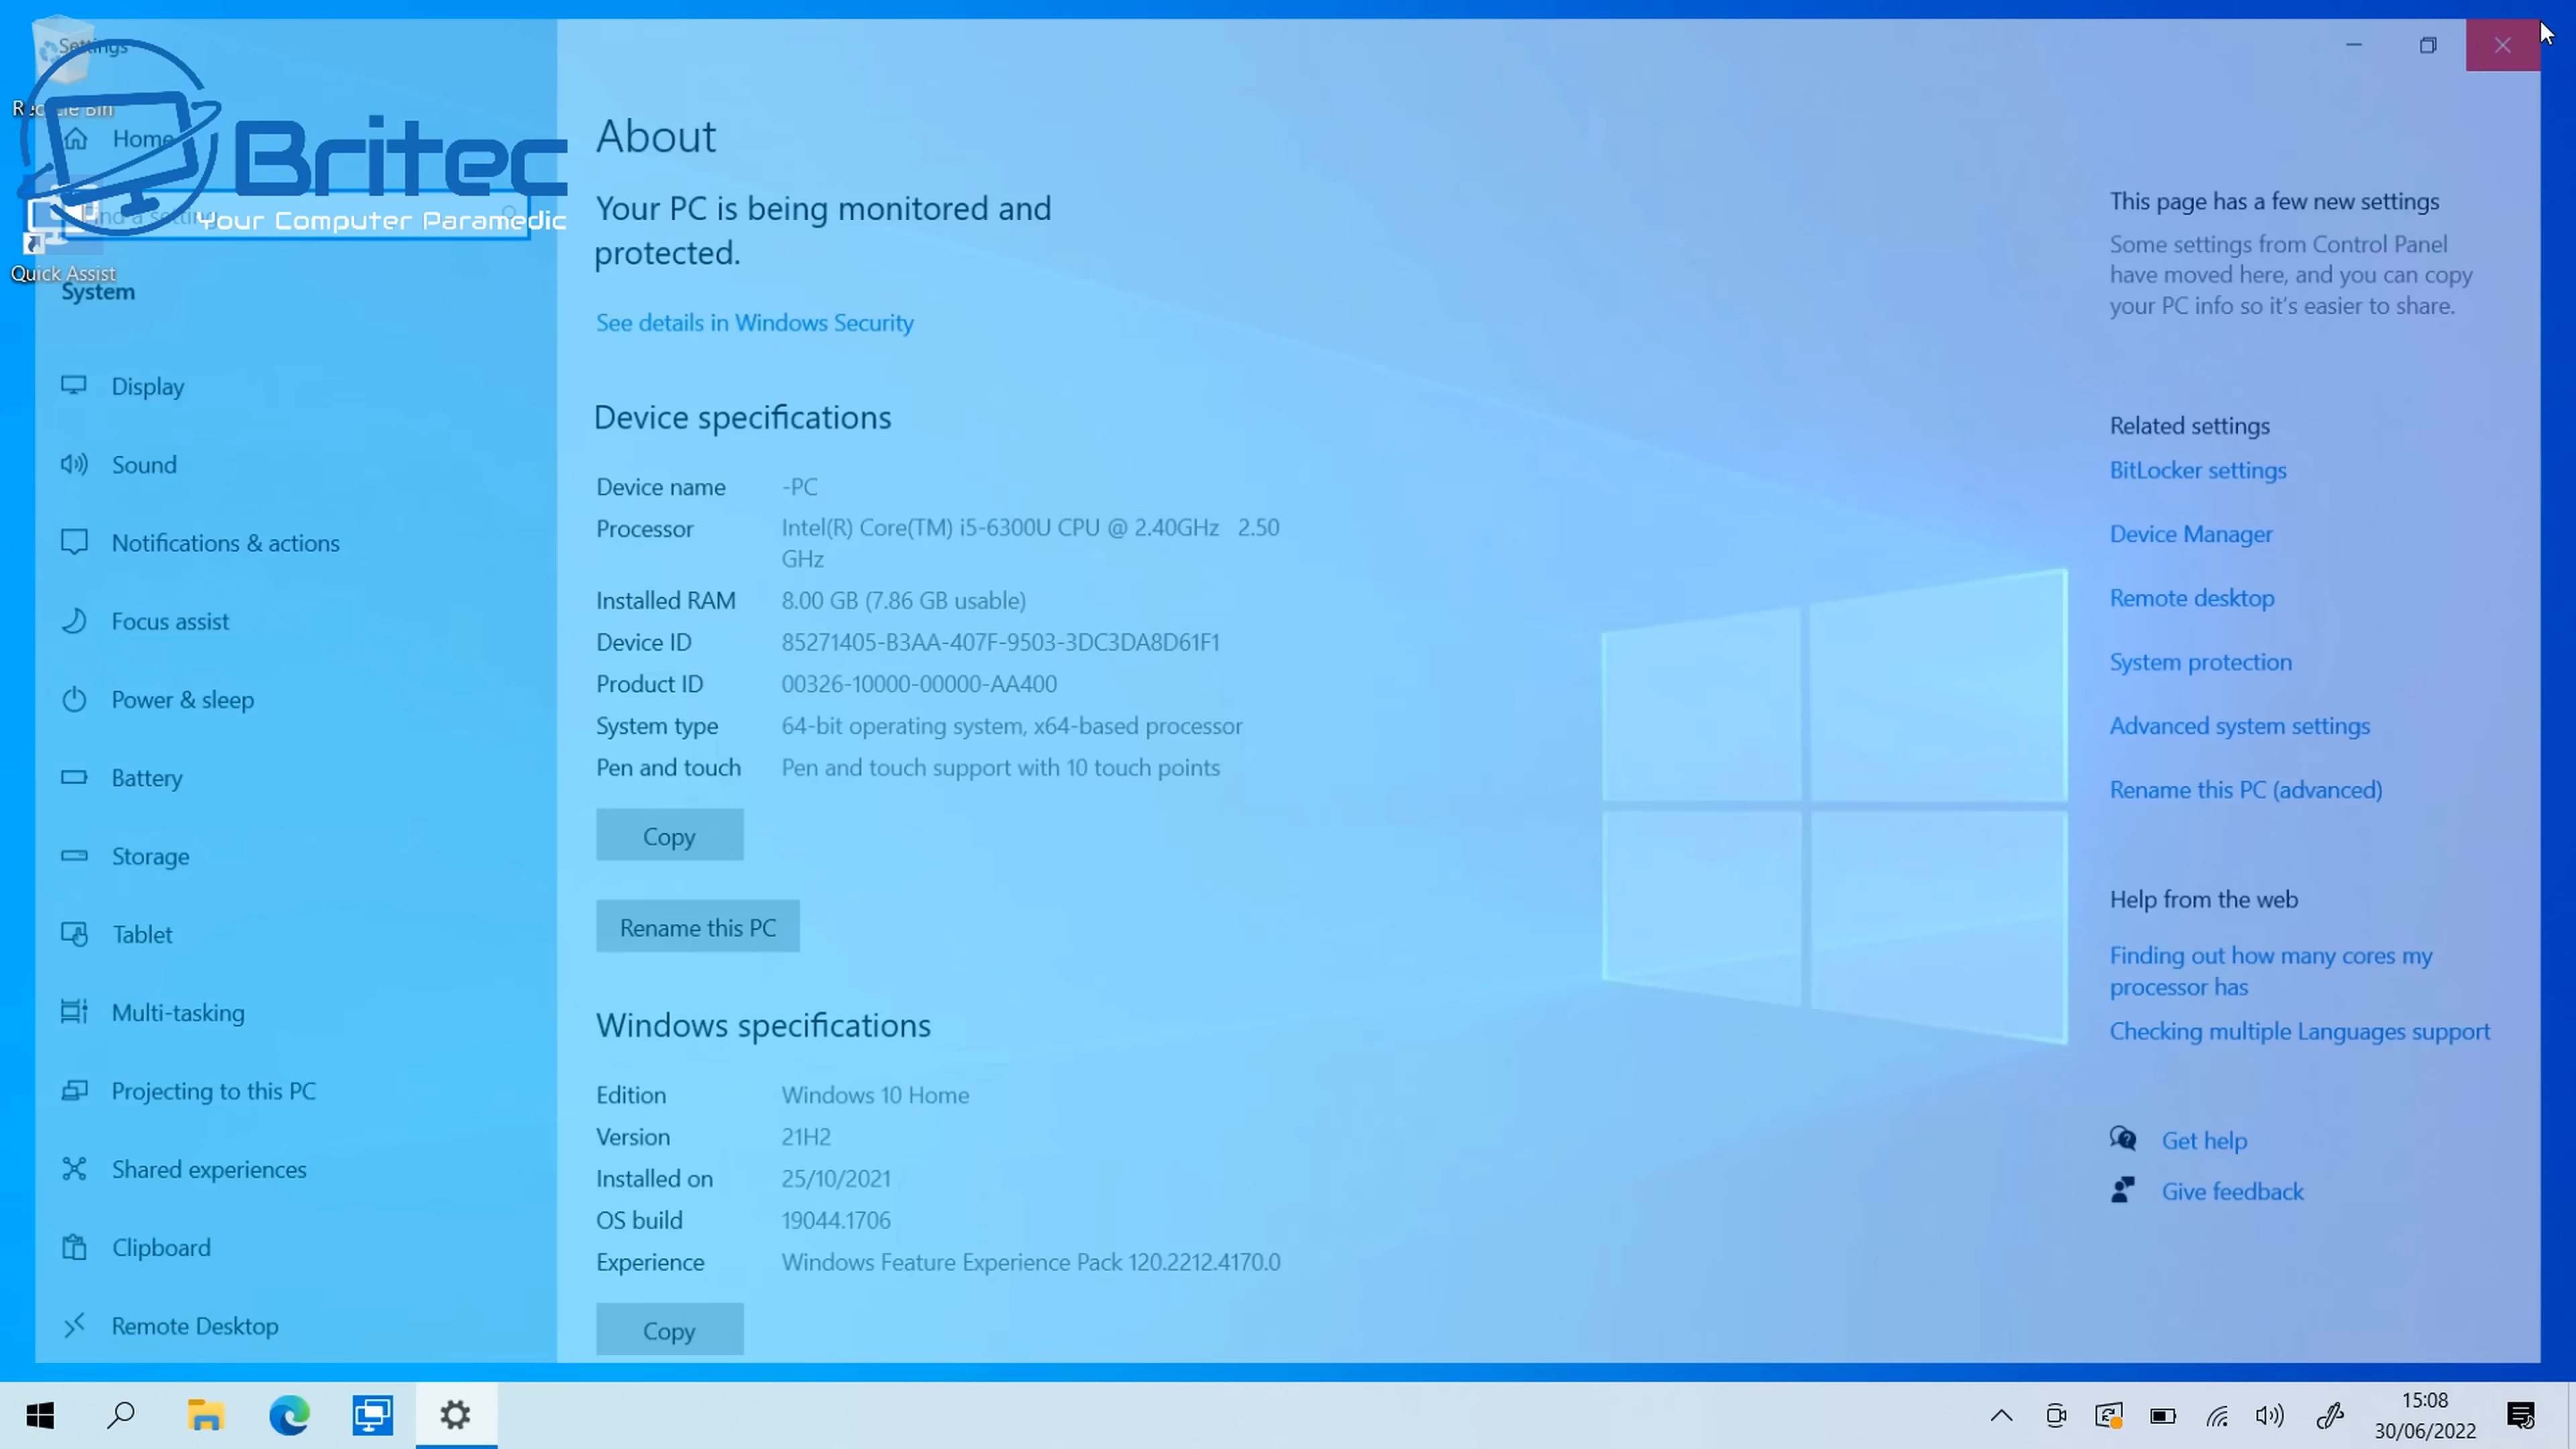 Settings
Recycle Bin
Home
Britec
Your Computer Paramedic
Find a setting
Quick Assist
System
Display
Sound
Notifications & actions
Focus assist
Power & sleep
Battery
Storage
Tablet
Multi-tasking
Projecting to this PC
Shared experiences
Clipboard
Remote Desktop
About
Your PC is being monitored and
protected.
See details in Windows Security
Device specifications
Device name -PC
Processor Intel(R) Core(TM) i5-6300U CPU @ 2.40GHz 2.50
GHz
Installed RAM 8.00 GB (7.86 GB usable)
Device ID 85271405-B3AA-407F-9503-3DC3DA8D61F1
Product ID 00326-10000-00000-AA400
System type 64-bit operating system, x64-based processor
Pen and touch Pen and touch support with 10 touch points
Copy
Rename this PC
Windows specifications
Edition Windows 10 Home
Version 21H2
Installed on 25/10/2021
OS build 19044.1706
Experience Windows Feature Experience Pack 120.2212.4170.0
Copy
This page has a few new settings
Some settings from Control Panel
have moved here, and you can copy
your PC info so it's easier to share.
Related settings
BitLocker settings
Device Manager
Remote desktop
System protection
Advanced system settings
Rename this PC (advanced)
Help from the web
Finding out how many cores my
processor has
Checking multiple Languages support
Get help
Give feedback
15:08
30/06/2022